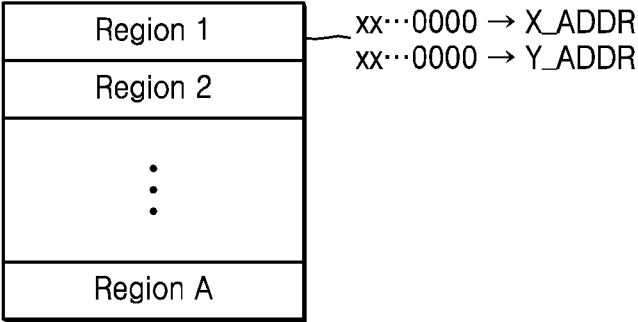 Region 1
xx⋯0000 → X_ADDR
xx⋯0000 → Y_ADDR
Region 2
⋮
Region A